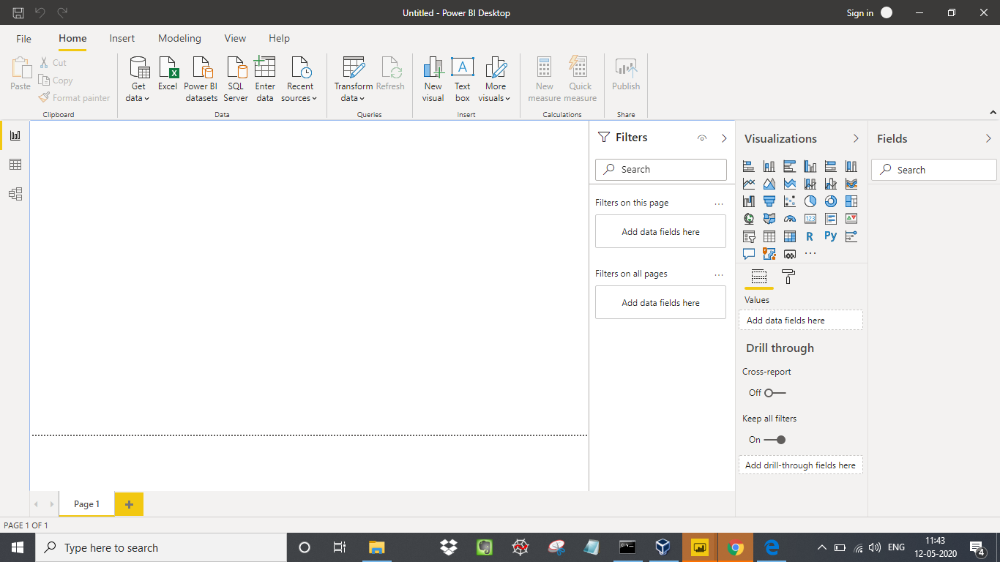 Untitled - Power BI Desktop
Sign in
File Home Insert Modeling View Help
Paste
Cut
Copy
Format painter
Clipboard
Get data
Excel
Power BI datasets
SQL Server
Enter data
Recent sources
Data
Transform data
Refresh
Queries
New visual
A
Text box
More visuals
Insert
New measure
Quick measure
Calculations
Publish
Share
Filters
Search
Filters on this page
...
Add data fields here
Filters on all pages
...
Add data fields here
Visualizations
123
R
Py
...
Values
Add data fields here
Drill through
Cross-report
Off
Keep all filters
On
Add drill-through fields here
Fields
Search
Page 1
+
PAGE 1 OF 1
Type here to search
ENG
11:43
12-05-2020
4